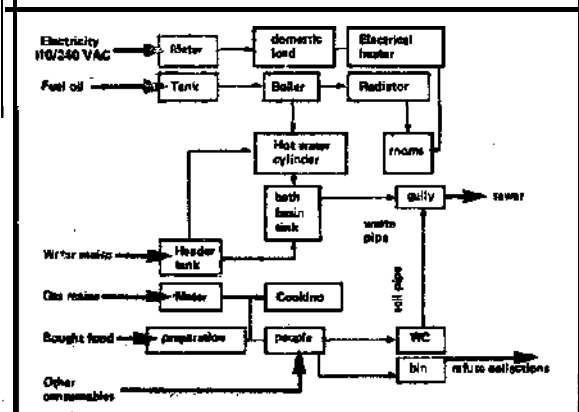 Electricity
110/240 VAC
Meter
domestic
load
Electrical
heater
Fuel oil
Tank
Boiler
Radiator
Hot water
cylinder
rooms
bath
basin
sink
gully
sewer
waste
pipe
Water mains
Header
tank
soil pipe
Gas mains
Meter
Cooking
Bought food
preparation
people
WC
bin
refuse collections
Other
consumables